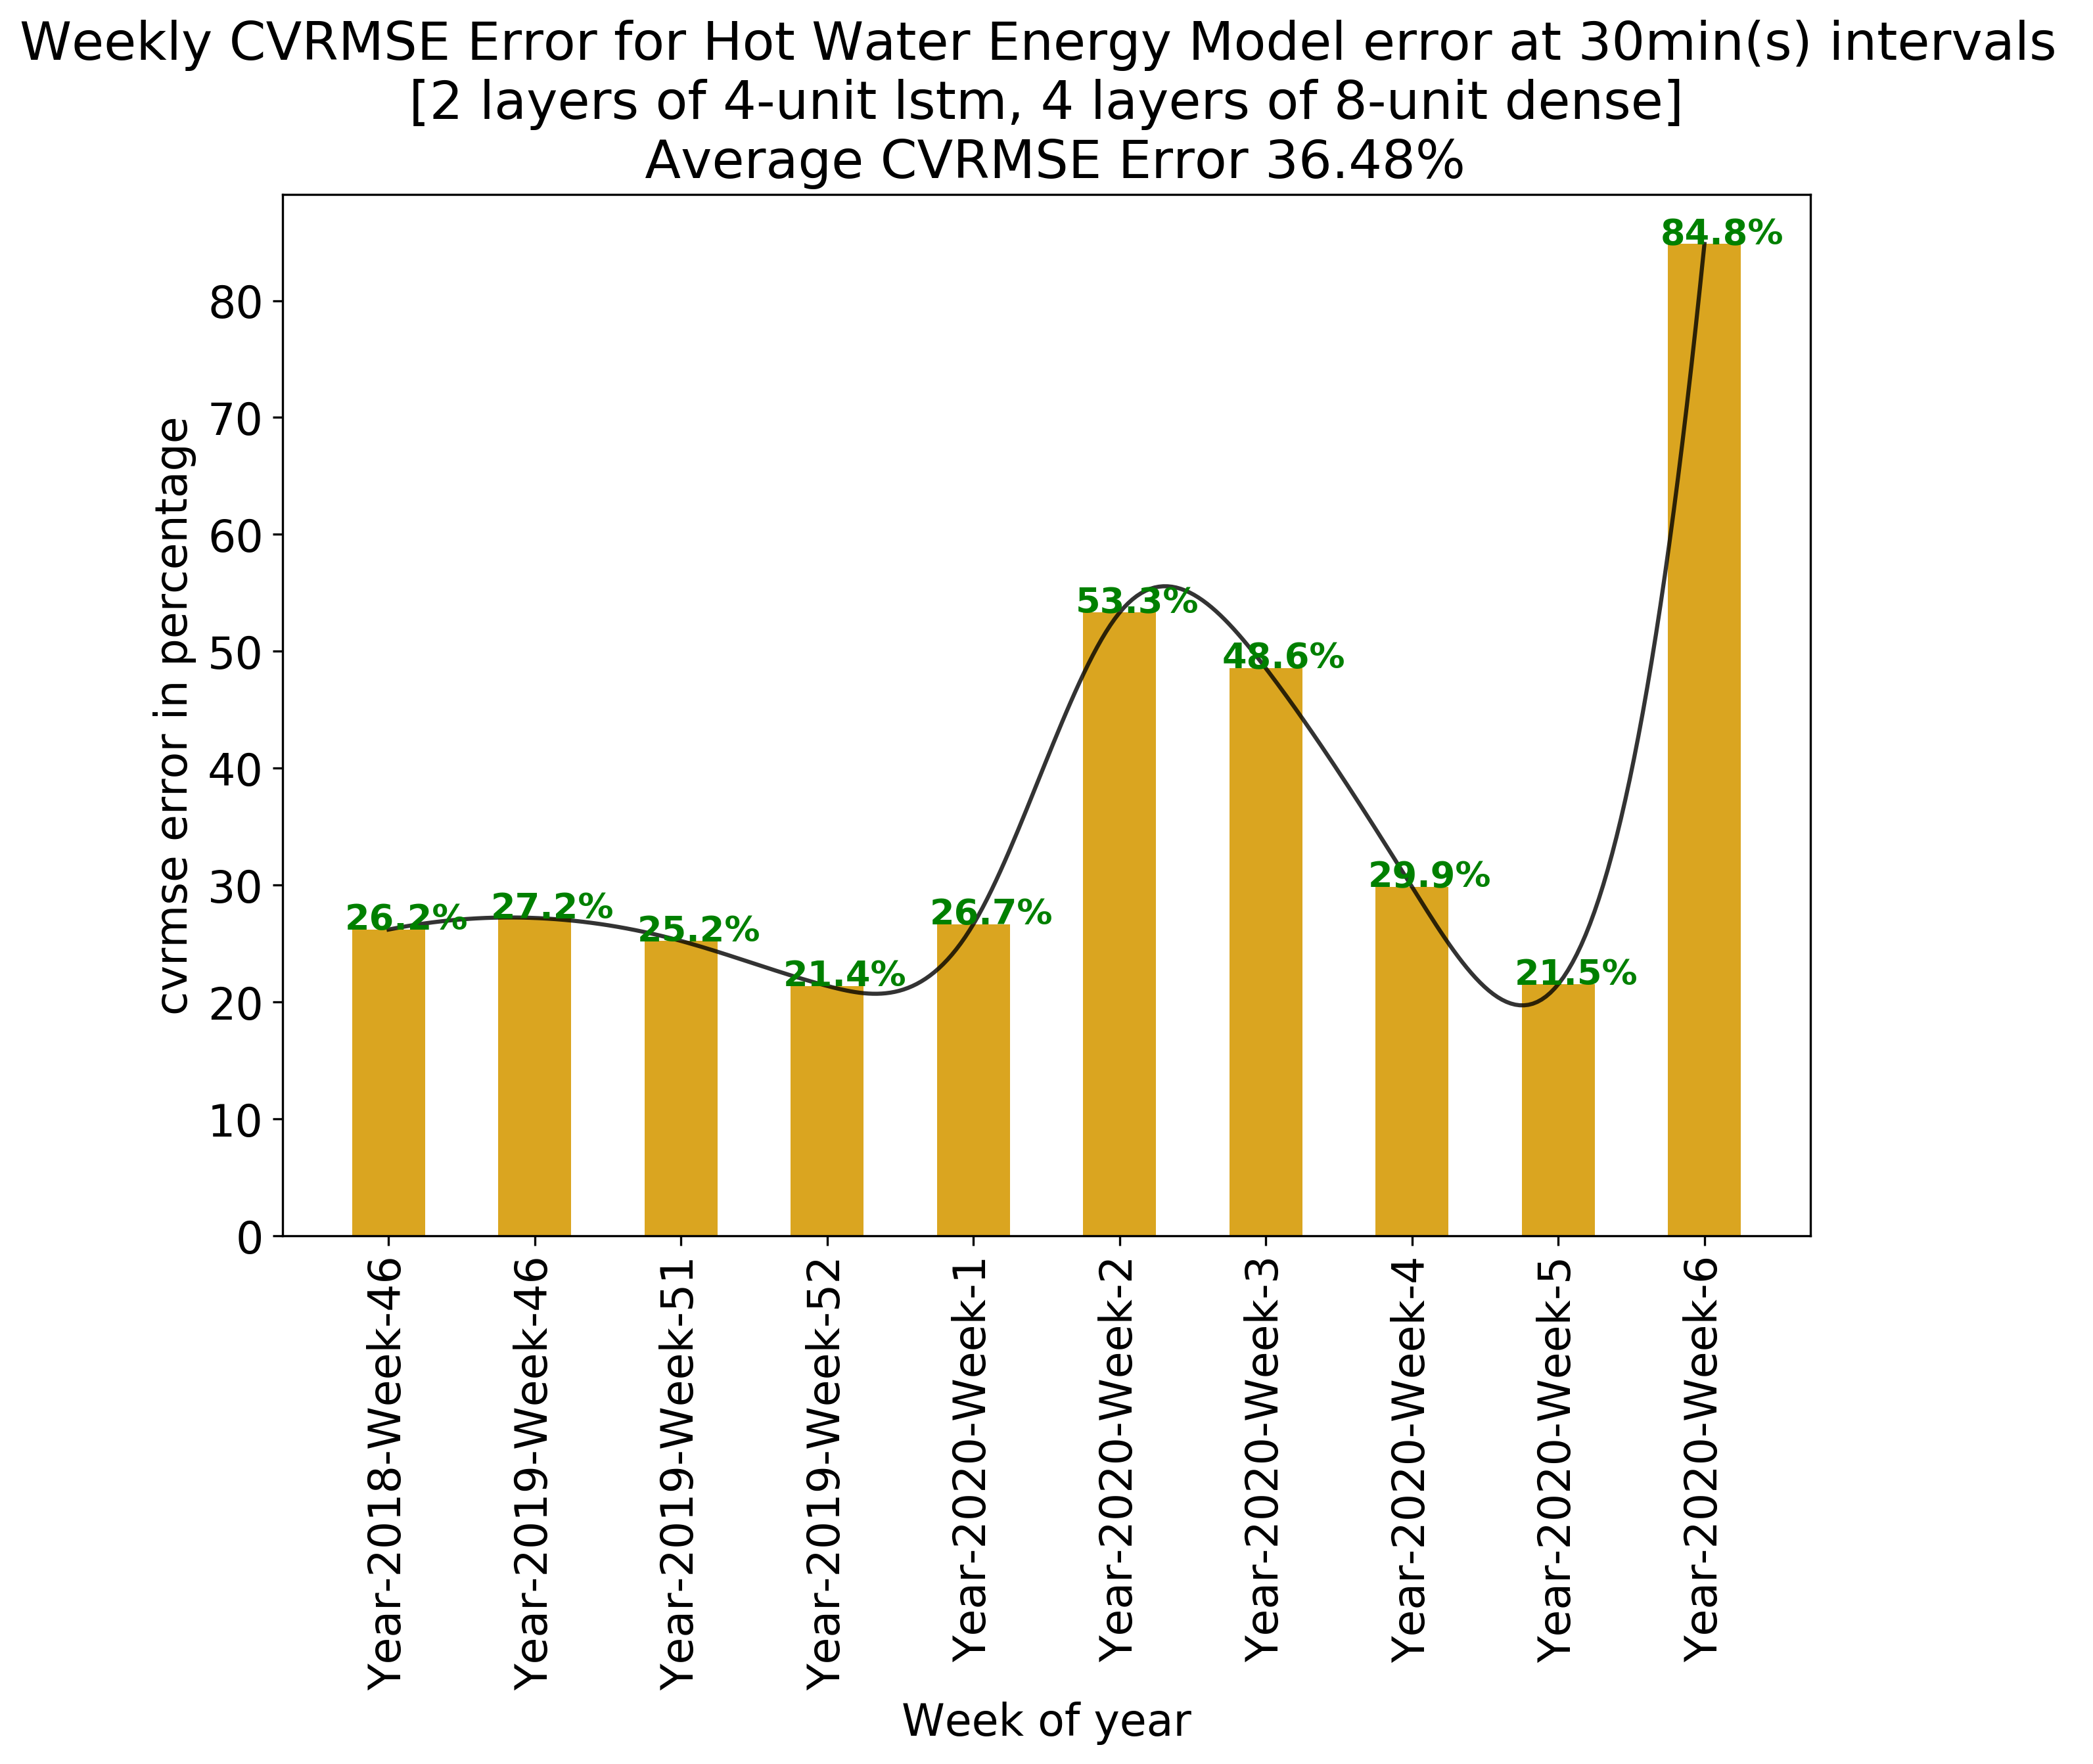 Weekly CVRMSE Error for Hot Water Energy Model error at 30min(s) intervals
[2 layers of 4-unit lstm, 4 layers of 8-unit dense]
Average CVRMSE Error 36.48%
cvrmse error in percentage
80
70
60
50
40
30
20
10
0
26.2%
27.2%
25.2%
21.4%
26.7%
53.3%
48.6%
29.9%
21.5%
84.8%
Year-2018-Week-46
Year-2019-Week-46
Year-2019-Week-51
Year-2019-Week-52
Year-2020-Week-1
Year-2020-Week-2
Year-2020-Week-3
Year-2020-Week-4
Year-2020-Week-5
Year-2020-Week-6
Week of year